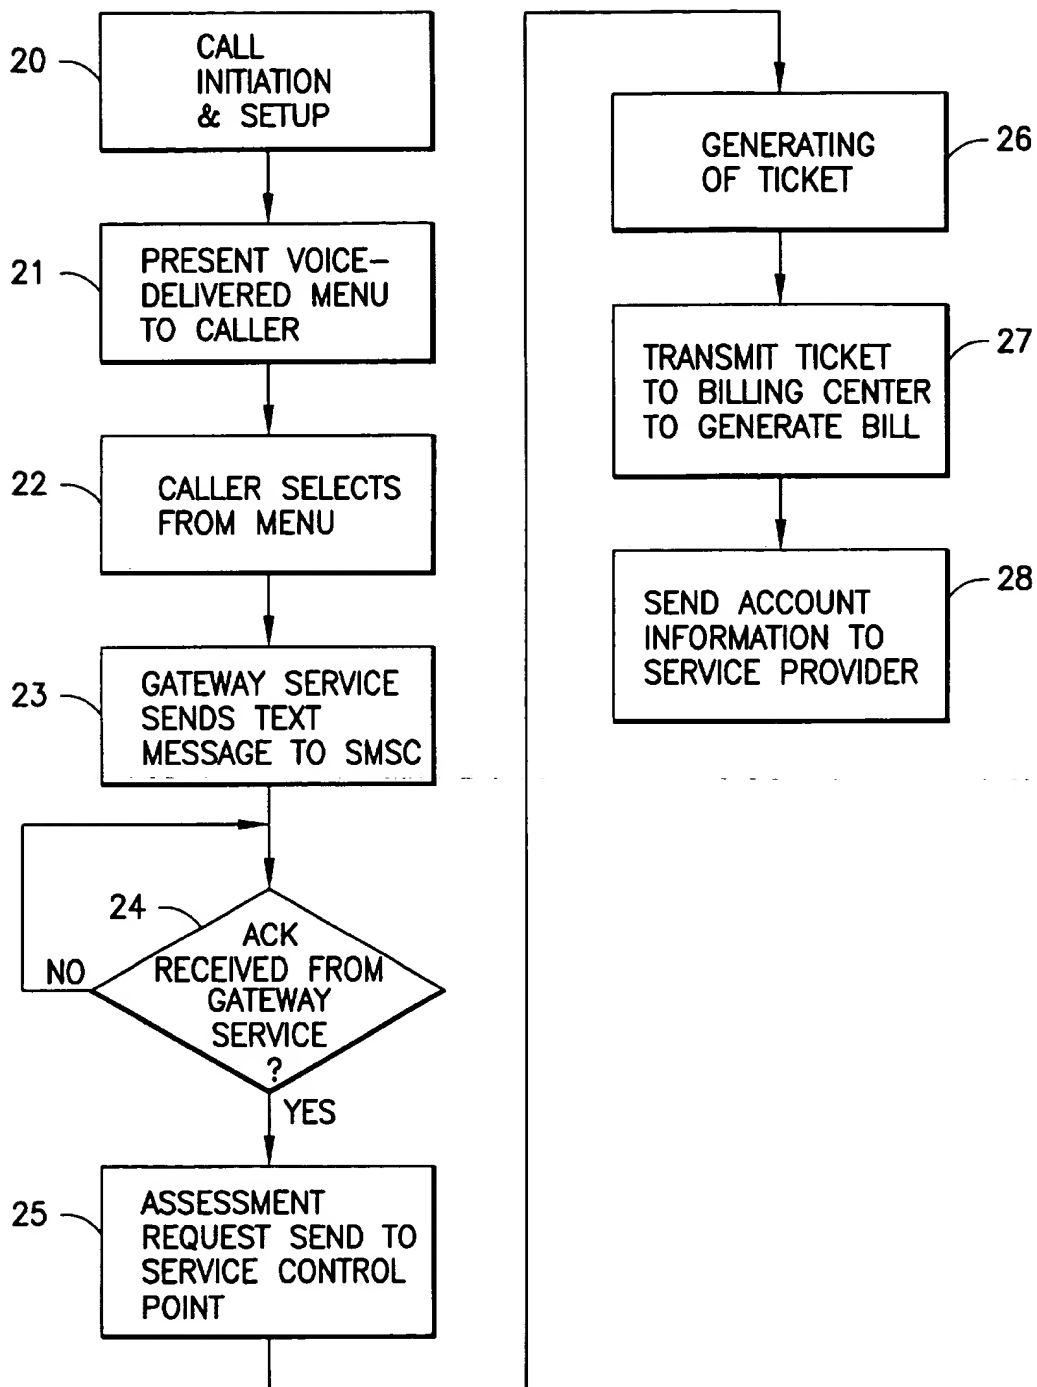 20
CALL
INITIATION
& SETUP
21
PRESENT VOICE-
DELIVERED MENU
TO CALLER
22
CALLER SELECTS
FROM MENU
23
GATEWAY SERVICE
SENDS TEXT
MESSAGE TO SMSC
24
ACK
RECEIVED FROM
GATEWAY
SERVICE
?
NO
YES
25
ASSESSMENT
REQUEST SEND TO
SERVICE CONTROL
POINT
GENERATING
OF TICKET
26
TRANSMIT TICKET
TO BILLING CENTER
TO GENERATE BILL
27
SEND ACCOUNT
INFORMATION TO
SERVICE PROVIDER
28